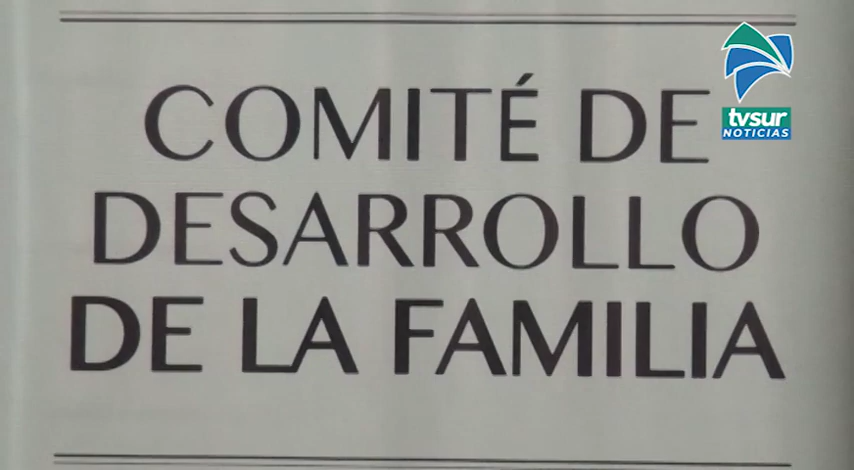 COMITÉ DE
DESARROLLO
DE LA FAMILIA
tvsur
NOTICIAS